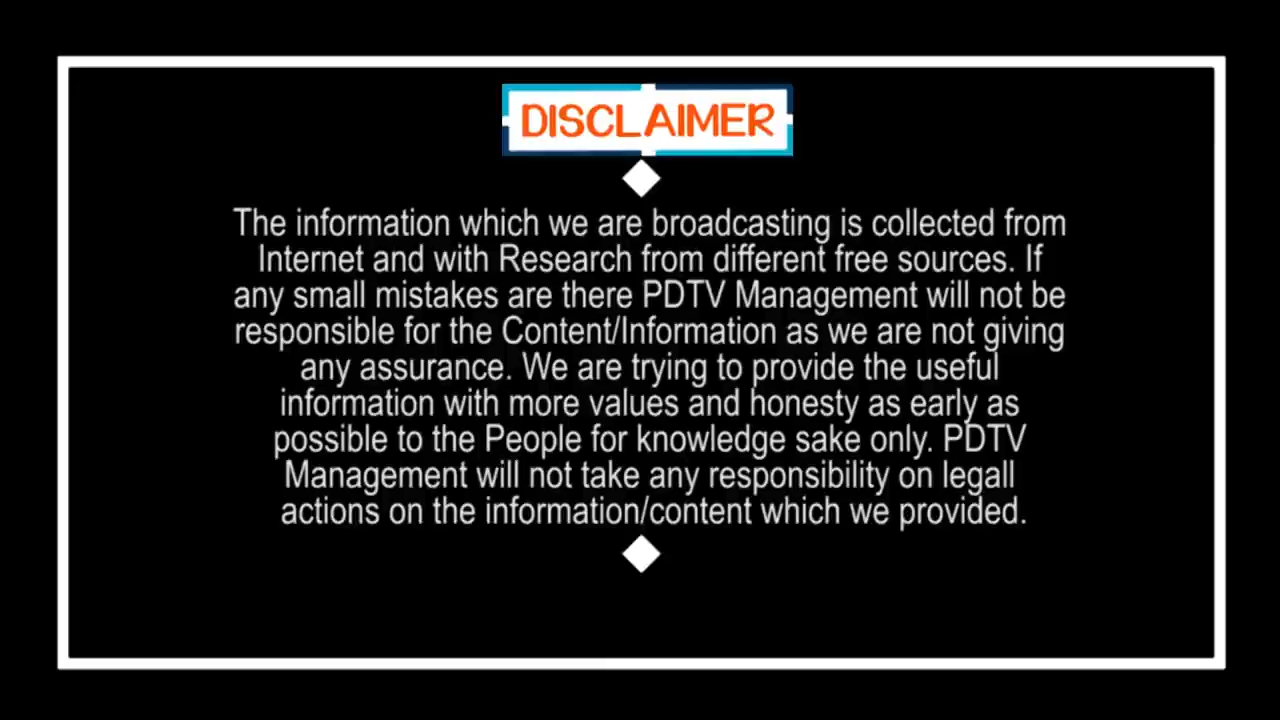 DISCLAIMER
The information which we are broadcasting is collected from
Internet and with Research from different free sources. If
any small mistakes are there PDTV Management will not be
responsible for the Content/Information as we are not giving
any assurance. We are trying to provide the useful
information with more values and honesty as early as
possible to the People for knowledge sake only. PDTV
Management will not take any responsibility on legall
actions on the information/content which we provided.